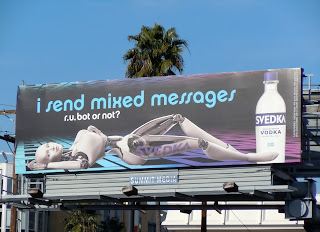 i send mixed messages
r.u. bot or not?
SVEDKA
VODKA
SVEDKA
SUMMIT MEDIA